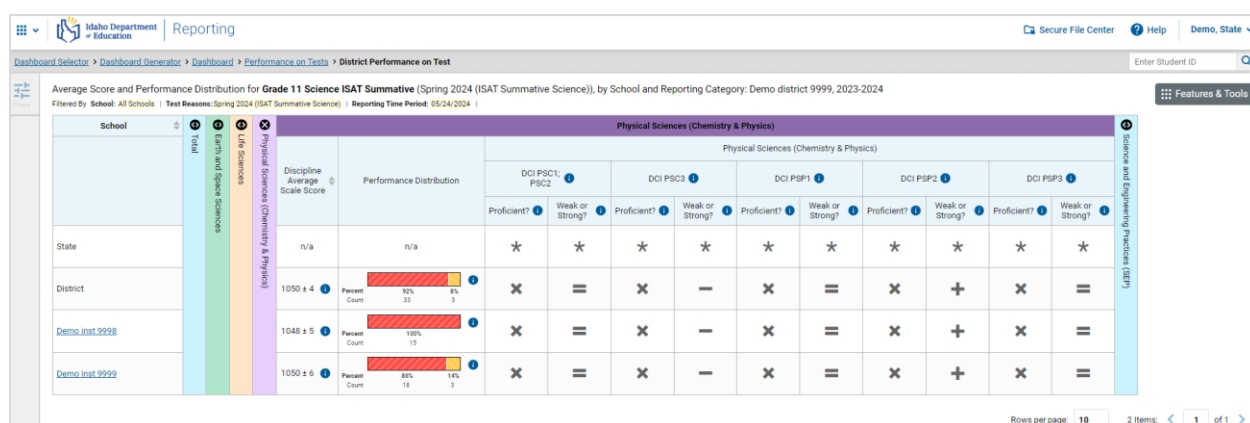 Idaho Department of Education
Reporting
Secure File Center
Help
Demo, State
Dashboard Selector > Dashboard Generator > Dashboard > Performance on Tests > District Performance on Test
Enter Student ID
Filters
Average Score and Performance Distribution for Grade 11 Science ISAT Summative (Spring 2024 (ISAT Summative Science)), by School and Reporting Category: Demo district 9999, 2023-2024
Filtered By School: All Schools | Test Reasons: Spring 2024 (ISAT Summative Science) | Reporting Time Period: 05/24/2024 |
Features & Tools
School
Total
Earth and Space Sciences
Life Sciences
Physical Sciences (Chemistry & Physics)
Physical Sciences (Chemistry & Physics)
Science and Engineering Practices (SEP)
Physical Sciences (Chemistry & Physics)
Discipline Average Scale Score
Performance Distribution
DCI PSC1; PSC2
DCI PSC3
DCI PSP1
DCI PSP2
DCI PSP3
Proficient? Weak or Strong? Proficient? Weak or Strong? Proficient? Weak or Strong? Proficient? Weak or Strong? Proficient? Weak or Strong?
State n/a n/a * * * * * * * * * *
District 1050 ± 4
Percent 92% 8%
Count 33 3
Demo inst 9998 1048 ± 5
Percent 100%
Count 15
Demo inst 9999 1050 ± 6
Percent 86% 14%
Count 18 3
Rows per page: 10 2 Items: < 1 of 1 >